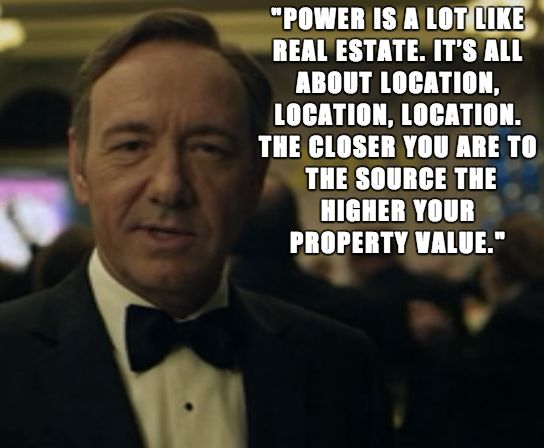 "POWER IS A LOT LIKE
REAL ESTATE. IT'S ALL
ABOUT LOCATION,
LOCATION, LOCATION.
THE CLOSER YOU ARE TO
THE SOURCE THE
HIGHER YOUR
PROPERTY VALUE."